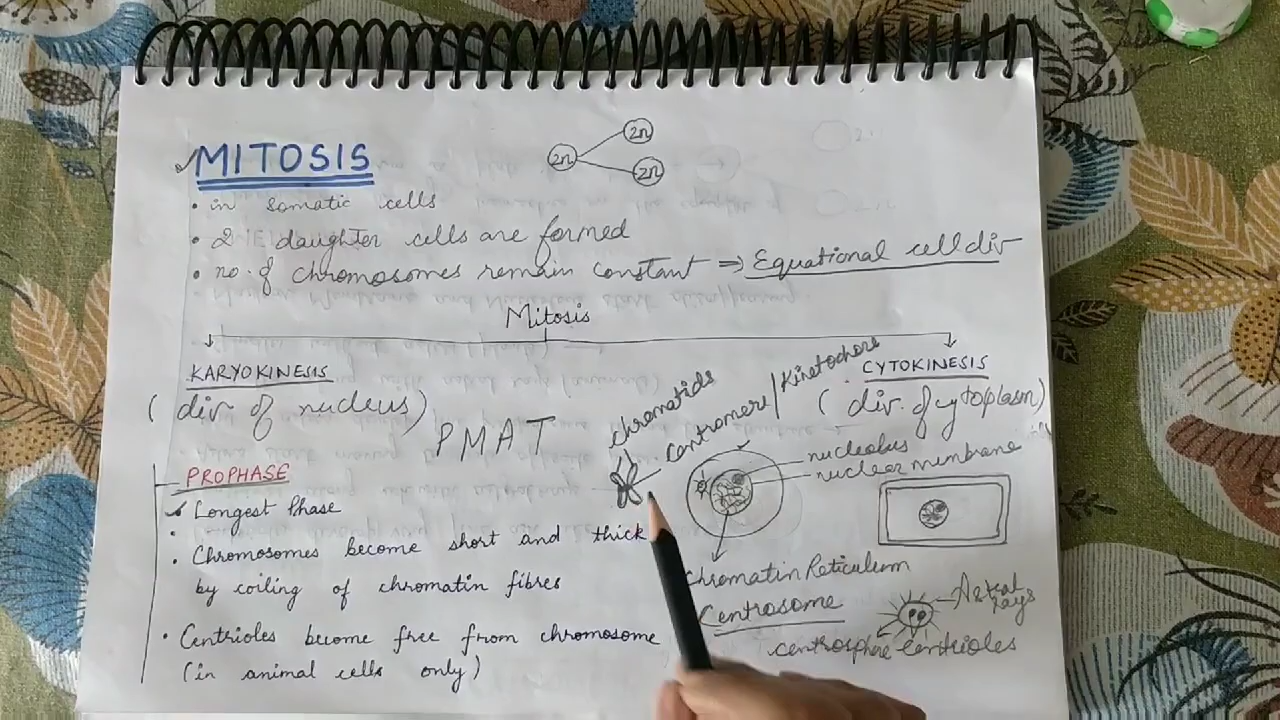 MITOSIS
2n
2n
2n
• in somatic cells
• 2 daughter cells are formed
• no. of chromosomes remain constant ⇒ Equational cell div
Mitosis
KARYOKINESIS
(div of nucleus)
CYTOKINESIS
(div. of cytoplasm)
PMAT
chromatids
Centromere/Kinetochore
nucleolus
nuclear membrane
Chromatin Reticulum
Centrosome
Astral rays
centrosphere
Centrioles
PROPHASE
• Longest Phase
• Chromosomes become short and thick
by coiling of chromatin fibres
• Centrioles become free from chromosome
(in animal cells only)